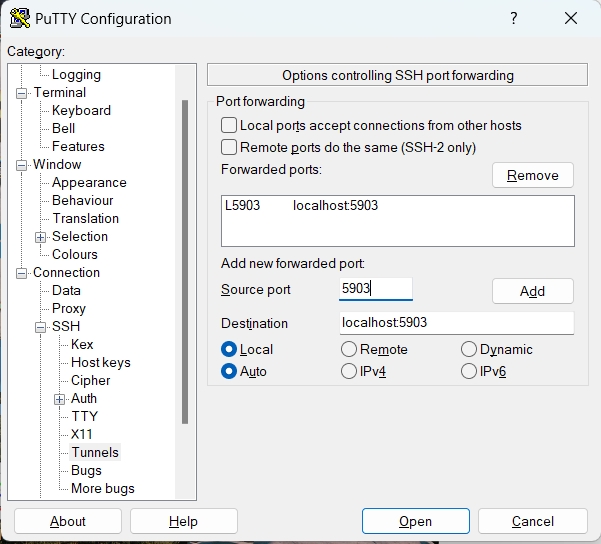 PuTTY Configuration
Category:
Logging
Terminal
Keyboard
Bell
Features
Window
Appearance
Behaviour
Translation
Selection
Colours
Connection
Data
Proxy
SSH
Kex
Host keys
Cipher
Auth
TTY
X11
Tunnels
Bugs
More bugs
Options controlling SSH port forwarding
Port forwarding
Local ports accept connections from other hosts
Remote ports do the same (SSH-2 only)
Forwarded ports:
Remove
L5903 localhost:5903
Add new forwarded port:
Source port 5903 Add
Destination localhost:5903
Local Remote Dynamic
Auto IPv4 IPv6
About Help Open Cancel